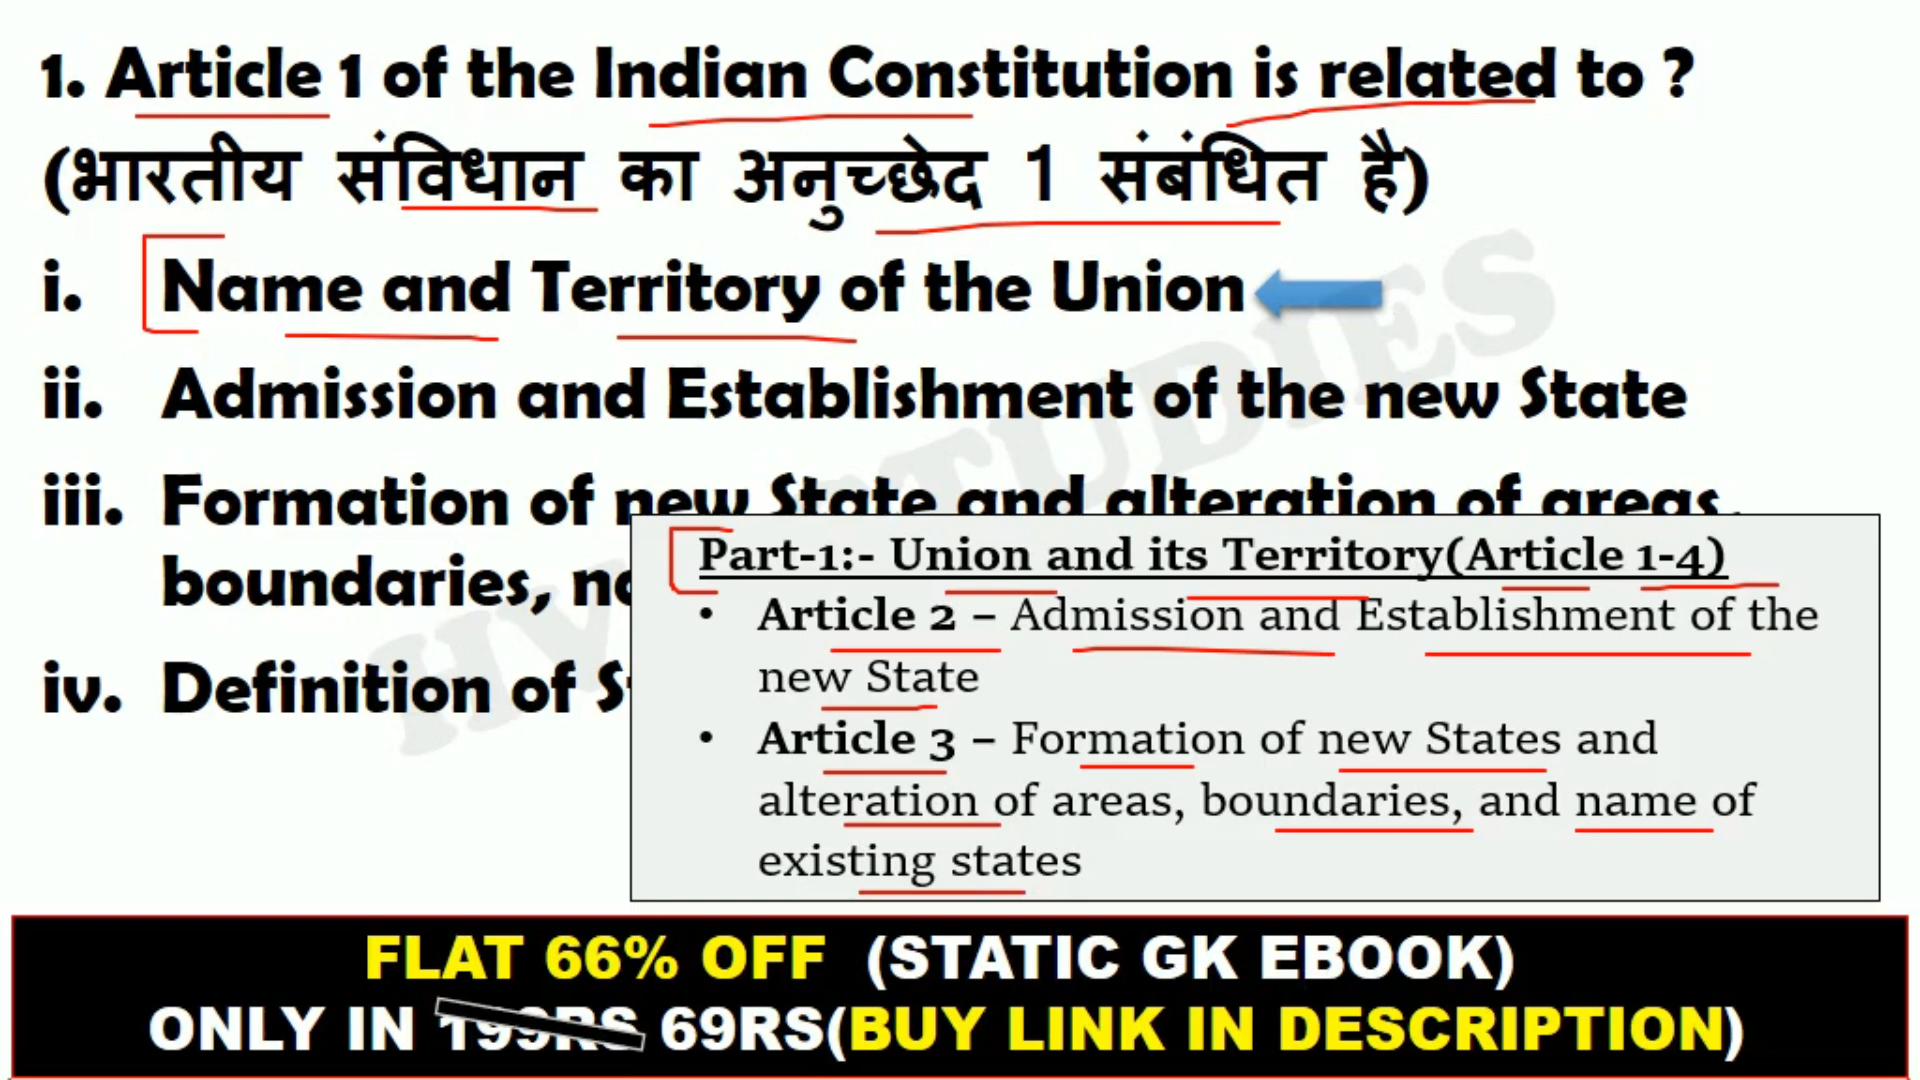 1. Article 1 of the Indian Constitution is related to ?
(भारतीय संविधान का अनुच्छेद 1 संबंधित है)
i. Name and Territory of the Union
ii. Admission and Establishment of the new State
iii. Formation of new State and alteration of areas,
boundaries,
iv. Definition of
Part-1:- Union and its Territory(Article 1-4)
• Article 2 – Admission and Establishment of the
new State
• Article 3 – Formation of new States and
alteration of areas, boundaries, and name of
existing states
FLAT 66% OFF (STATIC GK EBOOK)
ONLY IN 199RS 69RS(BUY LINK IN DESCRIPTION)